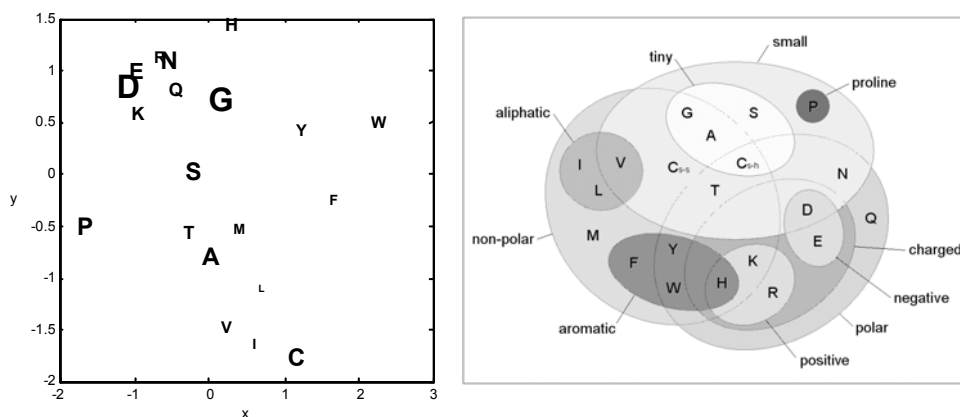 1.5
H
R N
1
E
D
Q
G
K
0.5
Y
W
0
S
y
F
-0.5
P
T
M
A
-1
L
-1.5
V
I
C
-2
-2 -1 0 1 2 3
x
small
tiny
proline
aliphatic
G S P
A
I V C s-s C s-h
N
L T
D Q
non-polar
M
E
charged
Y
F K
W H
R
negative
aromatic
polar
positive